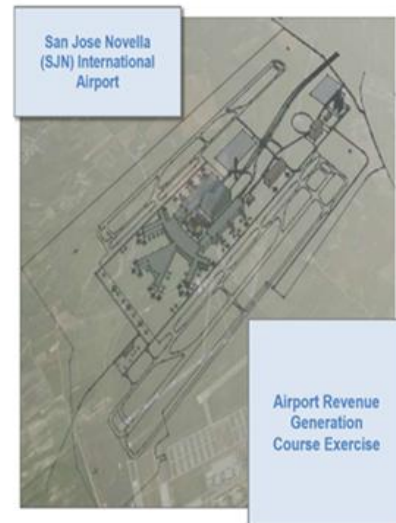 San Jose Novella
(SJN) International
Airport
Airport Revenue
Generation
Course Exercise